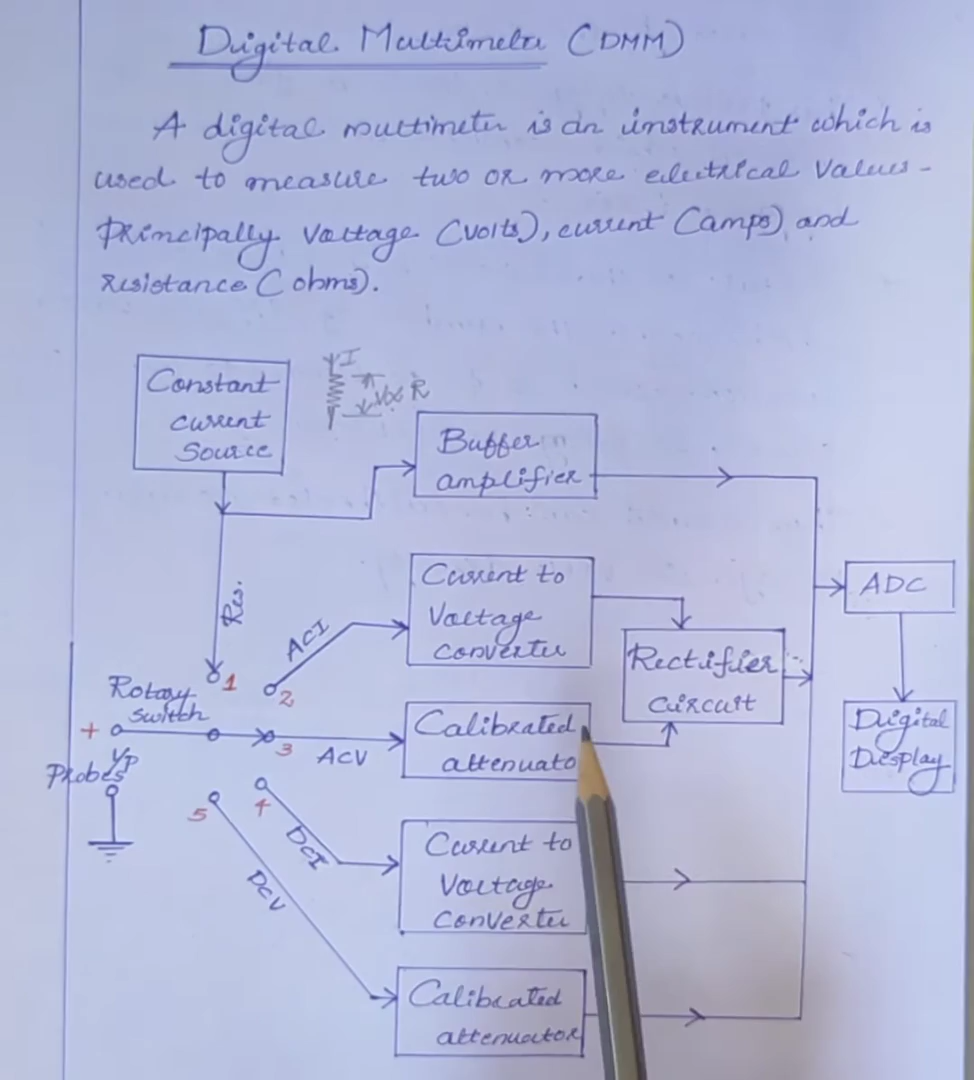 Digital Multimeter (DMM)
A digital multimeter is an instrument which is
used to measure two or more electrical values -
Principally Voltage (volts), current (amps) and
resistance (ohms).
Constant
current
Source
I
V∝R
Buffer
amplifier
Res.
ACI
Current to
Voltage
converter
ADC
Rectifier
circuit
1
2
Rotary
switch
+
3
ACV
Calibrated
attenuato
Digital
Display
I/P
Probes
5
4
DCI
DCV
Current to
Voltage
Converter
Calibrated
attenuator